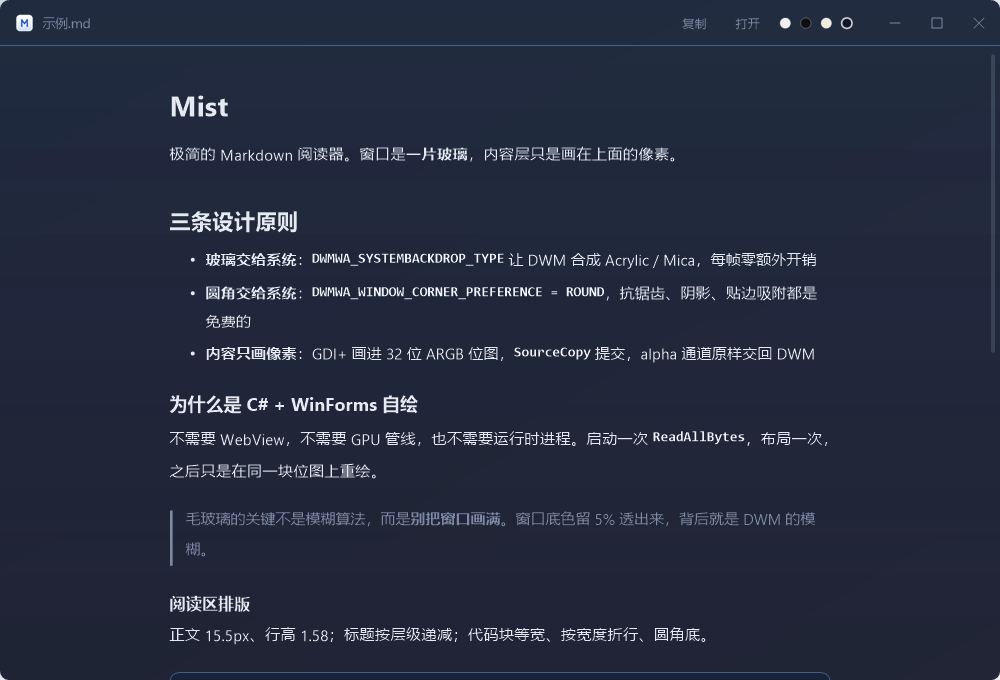 M 示例.md 复制 打开
Mist
极简的 Markdown 阅读器。窗口是一片玻璃，内容层只是画在上面的像素。
三条设计原则
• 玻璃交给系统：DWMWA_SYSTEMBACKDROP_TYPE 让 DWM 合成 Acrylic / Mica，每帧零额外开销
• 圆角交给系统：DWMWA_WINDOW_CORNER_PREFERENCE = ROUND，抗锯齿、阴影、贴边吸附都是
免费的
• 内容只画像素：GDI+ 画进 32 位 ARGB 位图，SourceCopy 提交，alpha 通道原样交回 DWM
为什么是 C# + WinForms 自绘
不需要 WebView，不需要 GPU 管线，也不需要运行时进程。启动一次 ReadAllBytes，布局一次，
之后只是在同一块位图上重绘。
毛玻璃的关键不是模糊算法，而是别把窗口画满。窗口底色留 5% 透出来，背后就是 DWM 的模
糊。
阅读区排版
正文 15.5px、行高 1.58；标题按层级递减；代码块等宽、按宽度折行、圆角底。